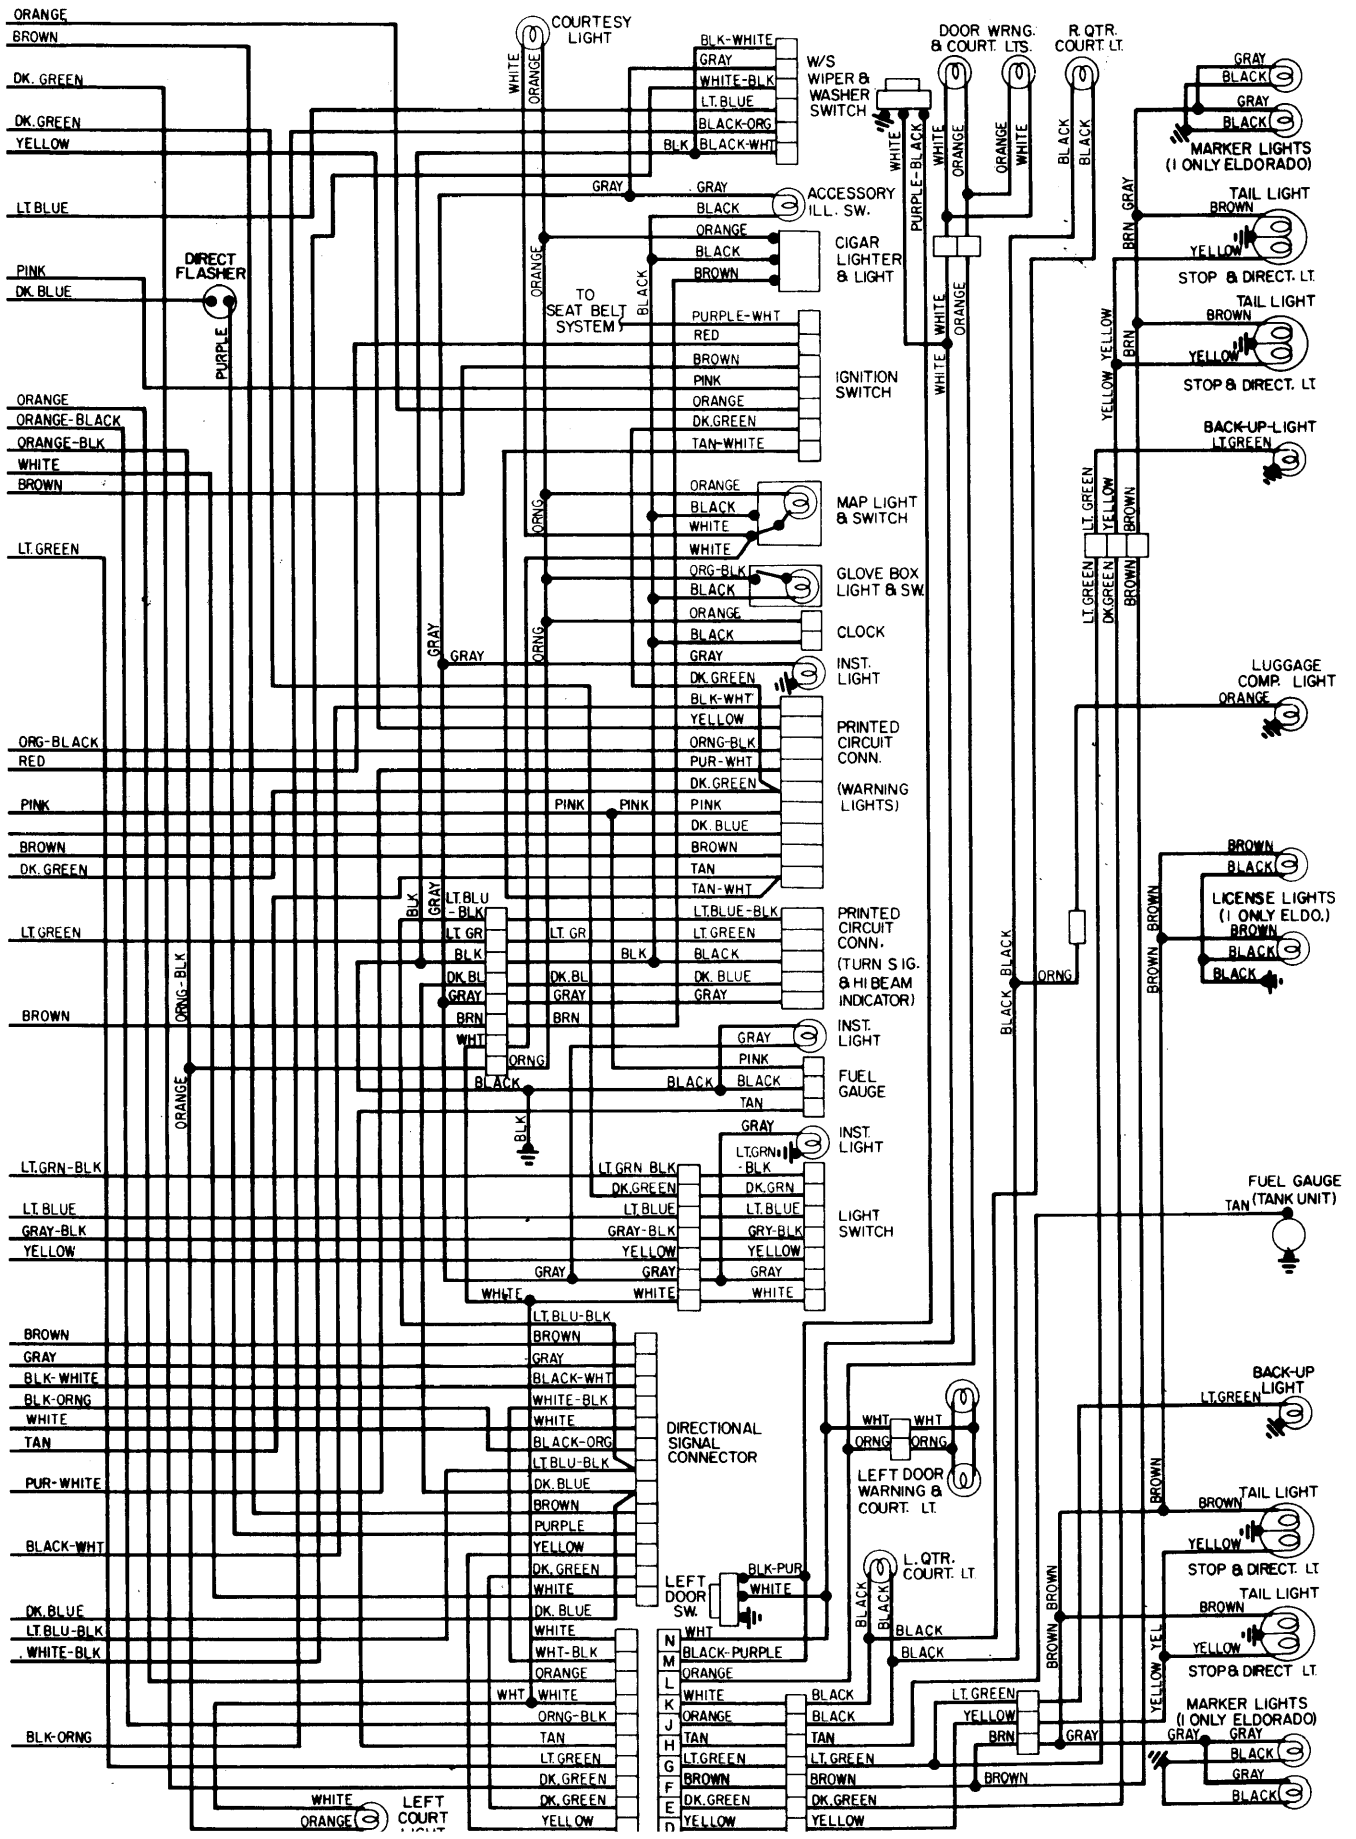 ORANGE
BROWN
DK. GREEN
DK. GREEN
YELLOW
LT BLUE
PINK
DK. BLUE
DIRECT
FLASHER
PURPLE
ORANGE
ORANGE-BLACK
ORANGE-BLK
WHITE
BROWN
LT. GREEN
ORG-BLACK
RED
PINK
BROWN
DK. GREEN
LT. GREEN
BROWN
ORNG-BLK
ORANGE
LT.GRN-BLK
LT. BLUE
GRAY-BLK
YELLOW
BROWN
GRAY
BLK-WHITE
BLK-ORNG
WHITE
TAN
PUR-WHITE
BLACK-WHT
DK.BLUE
LT.BLU-BLK
WHITE-BLK
BLK-ORNG
WHITE
ORANGE
LEFT
COURT
LIGHT
COURTESY
LIGHT
WHITE
ORANGE
BLK-WHITE
GRAY
WHITE-BLK
LT. BLUE
BLACK-ORG
BLK
BLACK-WHT
W/S
WIPER &
WASHER
SWITCH
GRAY
GRAY
BLACK
ACCESSORY
ILL. SW.
ORANGE
BLACK
BROWN
CIGAR
LIGHTER
& LIGHT
ORANGE
BLACK
TO
SEAT BELT
SYSTEM
PURPLE-WHT
RED
BROWN
PINK
ORANGE
DK.GREEN
TAN-WHITE
IGNITION
SWITCH
ORNG
ORANGE
BLACK
WHITE
WHITE
MAP LIGHT
& SWITCH
ORG-BLK
BLACK
GLOVE BOX
LIGHT & SW.
ORANGE
BLACK
CLOCK
GRAY
GRAY
ORNG
GRAY
DK. GREEN
INST.
LIGHT
BLK-WHT
YELLOW
ORNG-BLK
PUR-WHT
DK.GREEN
PINK
PINK
PINK
DK. BLUE
BROWN
TAN
TAN-WHT
PRINTED
CIRCUIT
CONN.
(WARNING
LIGHTS)
BLK
GRAY
LT.BLU
-BLK
LT. GR
BLK
DK.BL
GRAY
BRN
WHT
LT. GR
DK.BL
GRAY
BRN
ORNG
BLK
LT.BLUE-BLK
LT.GREEN
BLACK
DK. BLUE
GRAY
PRINTED
CIRCUIT
CONN.
(TURN SIG.
& HI BEAM
INDICATOR)
GRAY
INST.
LIGHT
BLACK
BLK
BLACK
PINK
BLACK
TAN
FUEL
GAUGE
GRAY
LT.GRN
INST.
LIGHT
LT.GRN BLK
DK.GREEN
LT.BLUE
GRAY-BLK
YELLOW
GRAY
GRAY
WHITE
WHITE
-BLK
DK.GRN
LT.BLUE
GRY-BLK
YELLOW
GRAY
WHITE
LIGHT
SWITCH
LT.BLU-BLK
BROWN
GRAY
BLACK-WHT
WHITE-BLK
WHITE
BLACK-ORG
LT.BLU-BLK
DK.BLUE
BROWN
PURPLE
YELLOW
DK. GREEN
WHITE
DK. BLUE
DIRECTIONAL
SIGNAL
CONNECTOR
WHITE
WHT-BLK
ORANGE
WHT
WHITE
ORNG-BLK
TAN
LT.GREEN
DK.GREEN
DK.GREEN
YELLOW
LEFT
DOOR
SW.
BLK-PUR
WHITE
N
M
L
K
J
H
G
F
E
D
WHT
BLACK-PURPLE
ORANGE
WHITE
ORANGE
TAN
LT.GREEN
BROWN
DK.GREEN
YELLOW
BLACK
BLACK
TAN
LT.GREEN
BROWN
DK.GREEN
YELLOW
WHT
WHT
ORNG
ORNG
LEFT DOOR
WARNING &
COURT. LT.
L. QTR.
COURT. LT.
BLACK
BLACK
BLACK
BLACK
DOOR WRNG.
& COURT. LTS.
R. QTR.
COURT. LT.
WHITE
PURPLE-BLACK
WHITE
ORANGE
ORANGE
WHITE
BLACK
BLACK
WHITE
ORANGE
WHITE
GRAY
BLACK
GRAY
BLACK
MARKER LIGHTS
(1 ONLY ELDORADO)
GRAY
BRN
TAIL LIGHT
BROWN
YELLOW
STOP & DIRECT. LT.
TAIL LIGHT
BROWN
YELLOW
STOP & DIRECT. LT
YELLOW
YELLOW
BRN
BACK-UP-LIGHT
LT.GREEN
LT. GREEN
YELLOW
BROWN
LT.GREEN
DK.GREEN
BROWN
LUGGAGE
COMP. LIGHT
ORANGE
ORNG
BLACK
BLACK
BROWN
BLACK
LICENSE LIGHTS
(1 ONLY ELDO.)
BROWN
BLACK
BLACK
BROWN
BROWN
FUEL GAUGE
(TANK UNIT)
TAN
BACK-UP
LIGHT
LT.GREEN
BROWN
TAIL LIGHT
BROWN
YELLOW
STOP & DIRECT. LT
TAIL LIGHT
BROWN
YELLOW
STOP & DIRECT LT.
BROWN
BROWN
YEL
YELLOW
LT. GREEN
YELLOW
BRN
GRAY
BROWN
MARKER LIGHTS
(1 ONLY ELDORADO)
GRAY
GRAY
BLACK
GRAY
BLACK